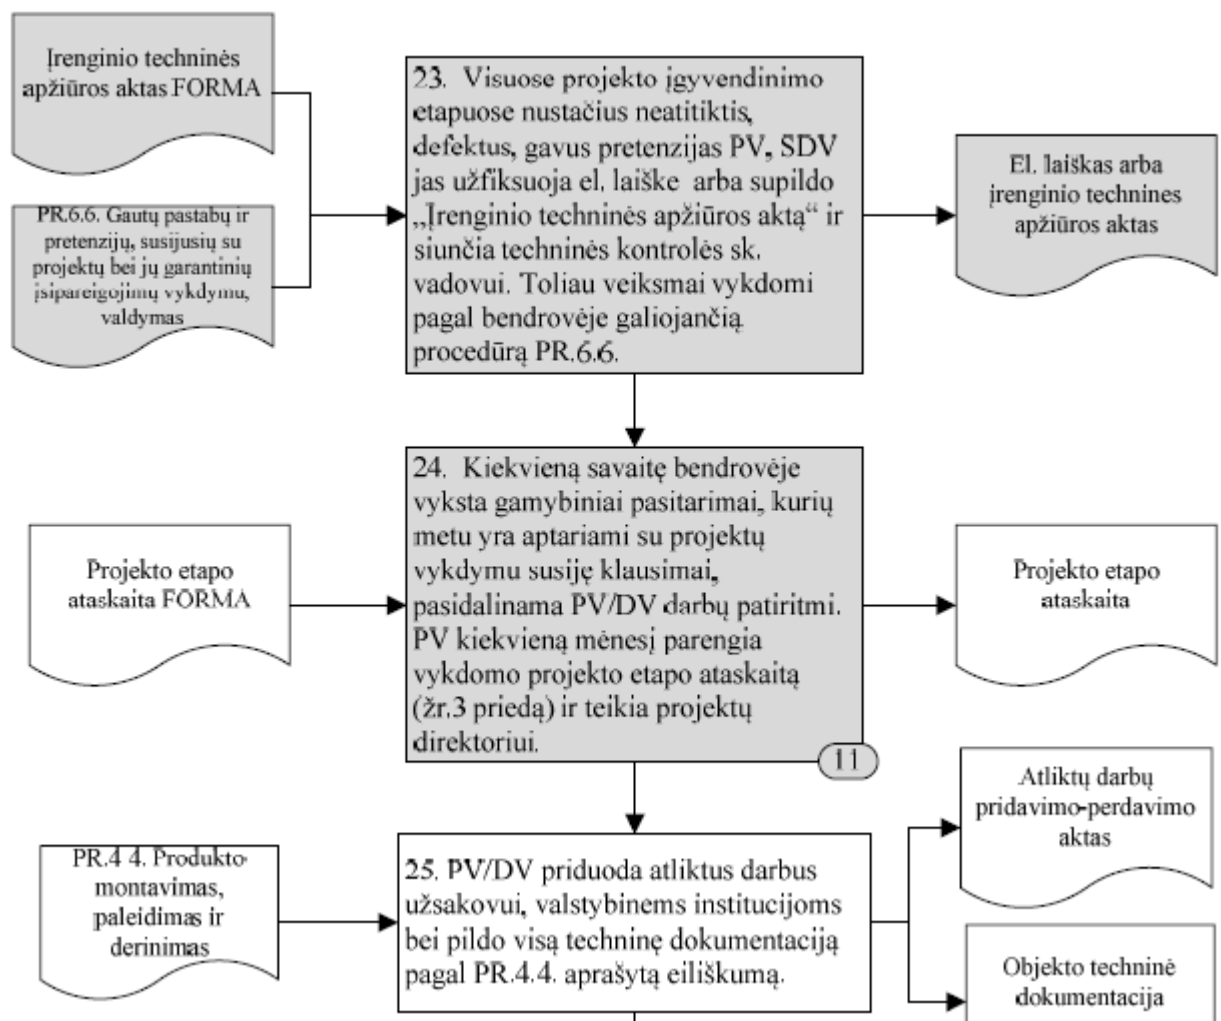 Įrenginio techninės
apžiūros aktas FORMA
PR.6.6. Gautų pastabų ir
pretenzijų, susijusių su
projektų bei jų garantinių
įsipareigojimų vykdymu,
valdymas
23. Visuose projekto įgyvendinimo
etapuose nustačius neatitiktis,
defektus, gavus pretenzijas PV, SDV
jas užfiksuoja el. laiške arba supildo
„Įrenginio techninės apžiūros aktą“ ir
siunčia techninės kontrolės sk.
vadovui. Toliau veiksmai vykdomi
pagal bendrovėje galiojančią
procedūrą PR.6.6.
El. laiškas arba
įrenginio technines
apžiūros aktas
Projekto etapo
ataskaita FORMA
24. Kiekvieną savaitę bendrovėje
vyksta gamybiniai pasitarimai, kurių
metu yra aptariami su projektų
vykdymu susiję klausimai,
pasidalinama PV/DV darbų patiritmi.
PV kiekvieną mėnesį parengia
vykdomo projekto etapo ataskaitą
(žr.3 priedą) ir teikia projektų
direktoriui.
11
Projekto etapo
ataskaita
PR.4 4. Produkto
montavimas,
paleidimas ir
derinimas
25. PV/DV priduoda atliktus darbus
užsakovui, valstybinems institucijoms
bei pildo visą techninę dokumentaciją
pagal PR.4.4. aprašytą eiliškumą.
Atliktų darbų
pridavimo-perdavimo
aktas
Objekto techninė
dokumentacija